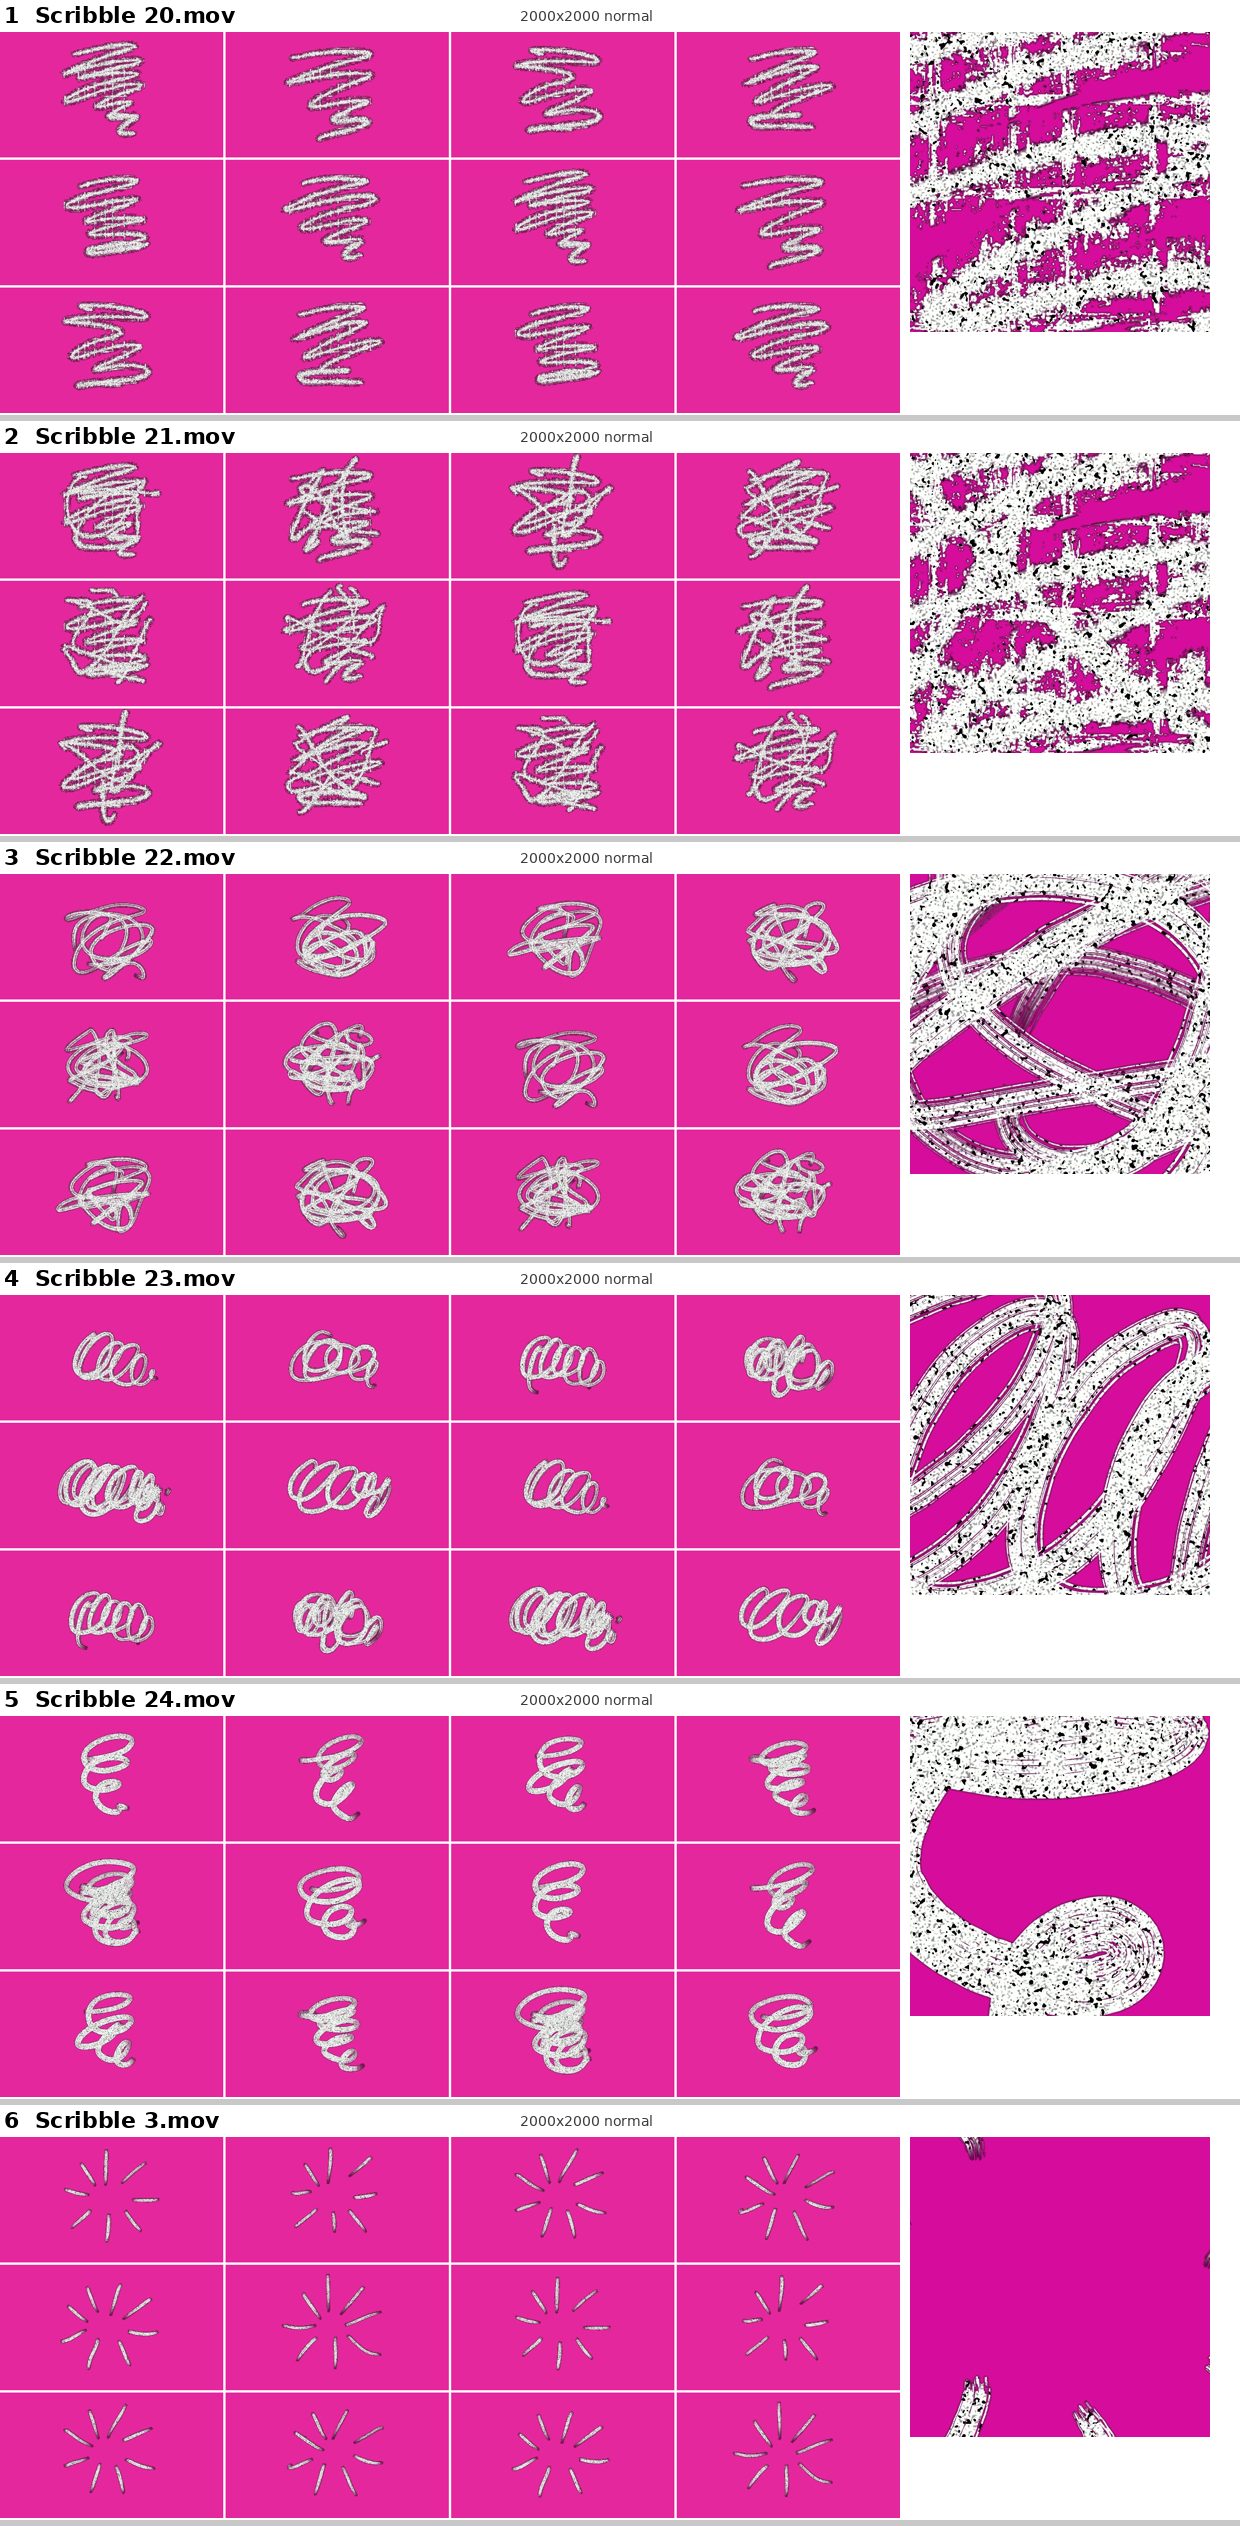 1 Scribble 20.mov 2000x2000 normal
2 Scribble 21.mov 2000x2000 normal
3 Scribble 22.mov 2000x2000 normal
4 Scribble 23.mov 2000x2000 normal
5 Scribble 24.mov 2000x2000 normal
6 Scribble 3.mov 2000x2000 normal